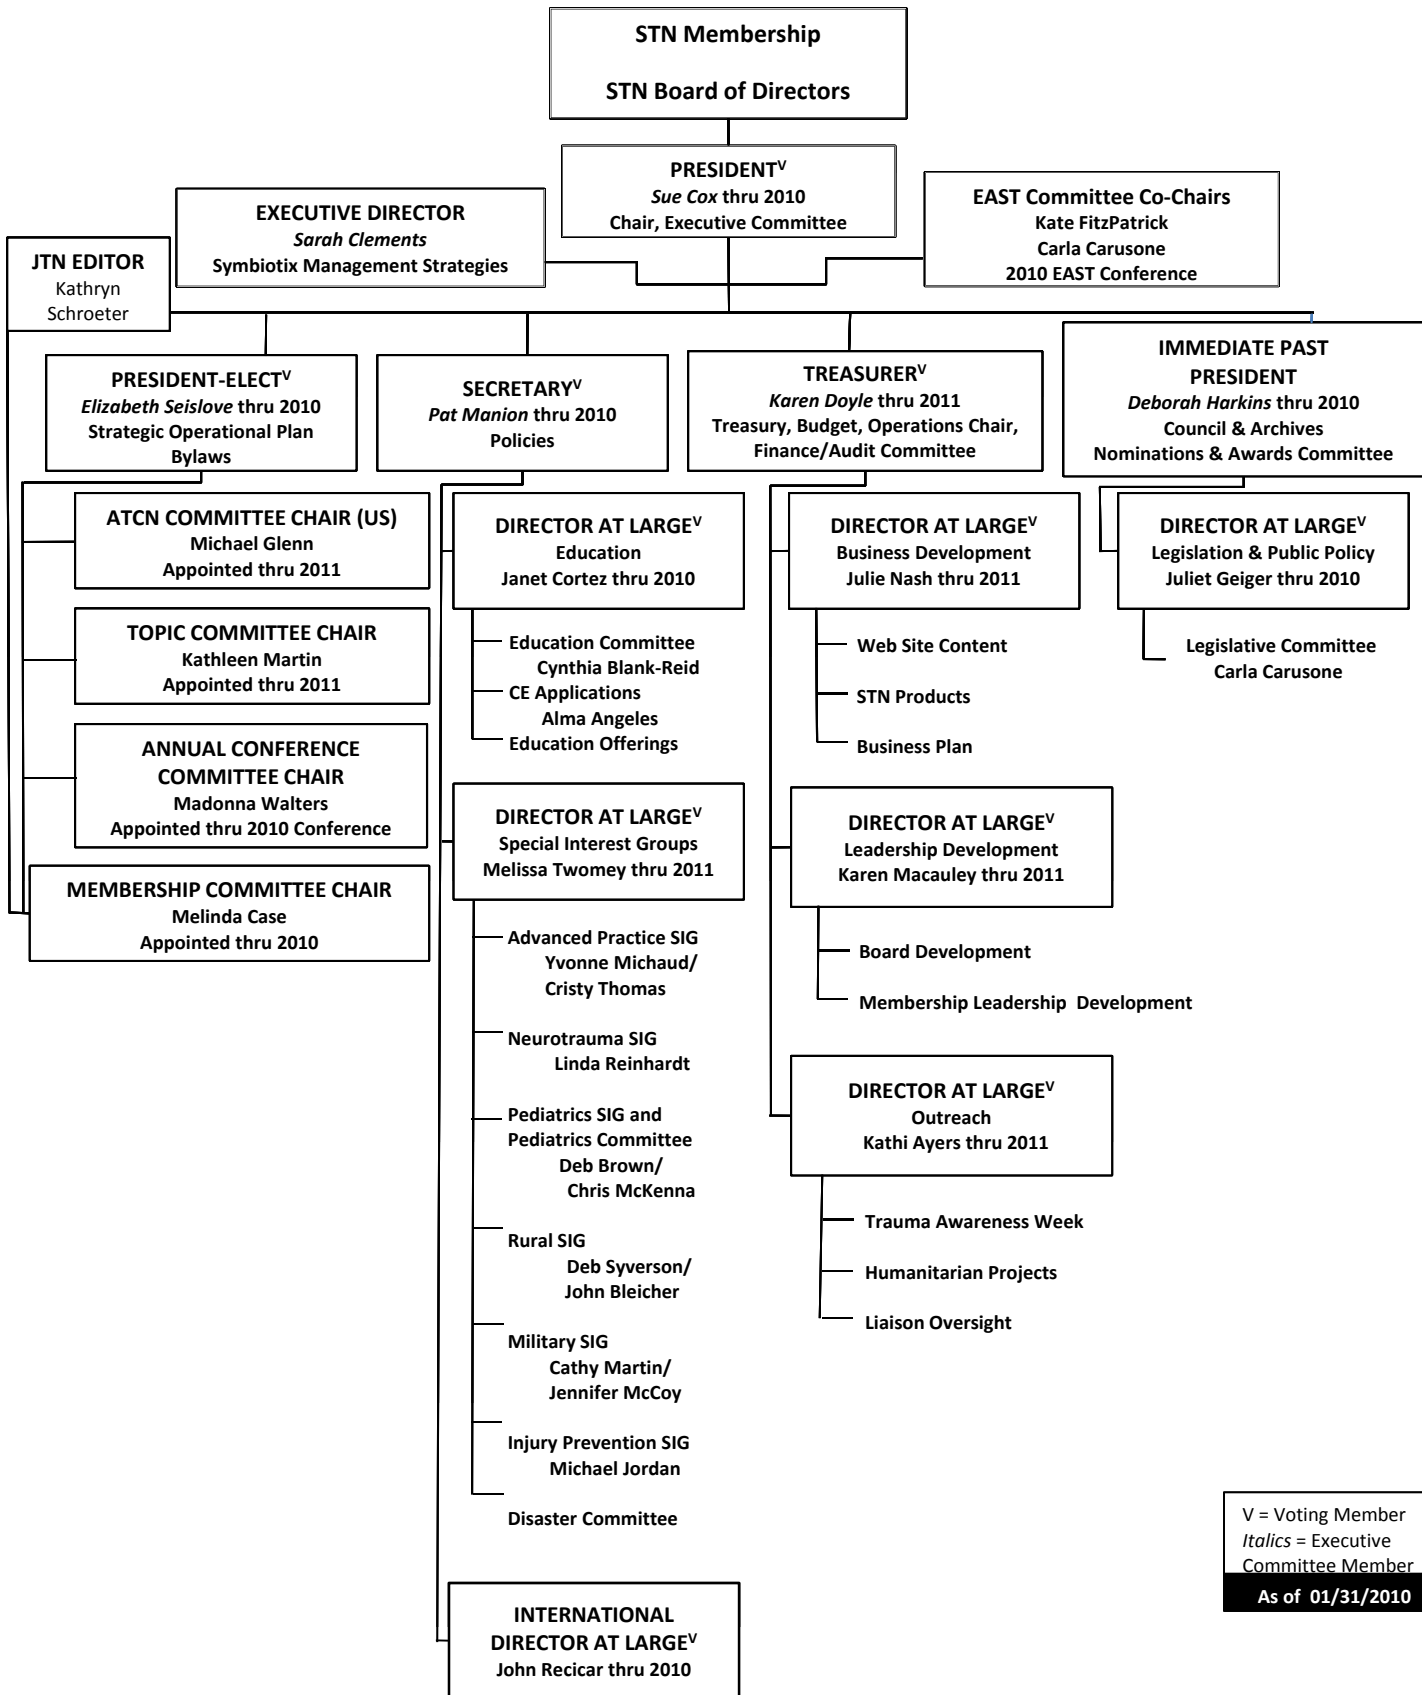 STN Membership
STN Board of Directors
PRESIDENTⱽ
Sue Cox thru 2010
Chair, Executive Committee
EXECUTIVE DIRECTOR
Sarah Clements
Symbiotix Management Strategies
EAST Committee Co-Chairs
Kate FitzPatrick
Carla Carusone
2010 EAST Conference
JTN EDITOR
Kathryn
Schroeter
PRESIDENT-ELECTⱽ
Elizabeth Seislove thru 2010
Strategic Operational Plan
Bylaws
SECRETARYⱽ
Pat Manion thru 2010
Policies
TREASURERⱽ
Karen Doyle thru 2011
Treasury, Budget, Operations Chair,
Finance/Audit Committee
IMMEDIATE PAST
PRESIDENT
Deborah Harkins thru 2010
Council & Archives
Nominations & Awards Committee
ATCN COMMITTEE CHAIR (US)
Michael Glenn
Appointed thru 2011
TOPIC COMMITTEE CHAIR
Kathleen Martin
Appointed thru 2011
ANNUAL CONFERENCE
COMMITTEE CHAIR
Madonna Walters
Appointed thru 2010 Conference
MEMBERSHIP COMMITTEE CHAIR
Melinda Case
Appointed thru 2010
DIRECTOR AT LARGEⱽ
Education
Janet Cortez thru 2010
Education Committee
Cynthia Blank-Reid
CE Applications
Alma Angeles
Education Offerings
DIRECTOR AT LARGEⱽ
Special Interest Groups
Melissa Twomey thru 2011
Advanced Practice SIG
Yvonne Michaud/
Cristy Thomas
Neurotrauma SIG
Linda Reinhardt
Pediatrics SIG and
Pediatrics Committee
Deb Brown/
Chris McKenna
Rural SIG
Deb Syverson/
John Bleicher
Military SIG
Cathy Martin/
Jennifer McCoy
Injury Prevention SIG
Michael Jordan
Disaster Committee
INTERNATIONAL
DIRECTOR AT LARGEⱽ
John Recicar thru 2010
DIRECTOR AT LARGEⱽ
Business Development
Julie Nash thru 2011
Web Site Content
STN Products
Business Plan
DIRECTOR AT LARGEⱽ
Leadership Development
Karen Macauley thru 2011
Board Development
Membership Leadership Development
DIRECTOR AT LARGEⱽ
Outreach
Kathi Ayers thru 2011
Trauma Awareness Week
Humanitarian Projects
Liaison Oversight
DIRECTOR AT LARGEⱽ
Legislation & Public Policy
Juliet Geiger thru 2010
Legislative Committee
Carla Carusone
V = Voting Member
Italics = Executive
Committee Member
As of 01/31/2010